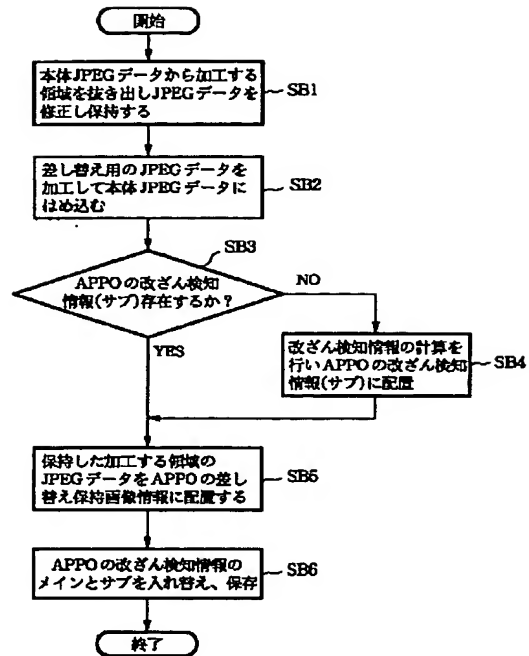 開始
本体JPEGデータから加工する
領域を抜き出しJPEGデータを
修正し保持する
SB1
差し替え用のJPEGデータを
加工して本体JPEGデータに
はめ込む
SB2
SB3
APPOの改ざん検知
情報(サブ)存在するか?
NO
YES
改ざん検知情報の計算を
行いAPPOの改ざん検知
情報(サブ)に配置
SB4
保持した加工する領域の
JPEGデータをAPPOの差し
替え保持画像情報に配置する
SB5
APPOの改ざん検知情報の
メインとサブを入れ替え、保存
SB6
終了